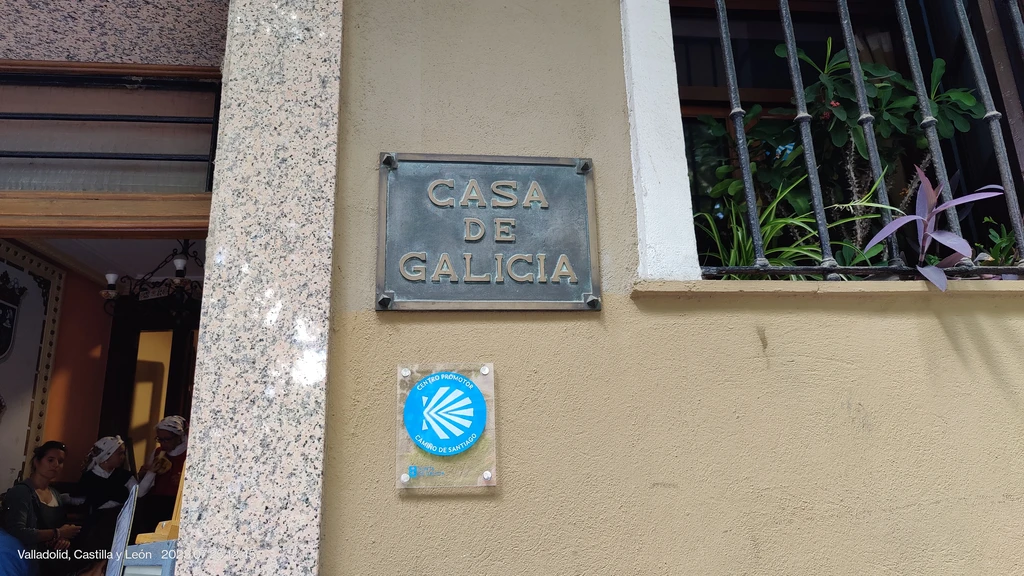 CASA
DE
GALICIA
CENTRO PROMOTOR
CAMIÑO DE SANTIAGO
Valladolid, Castilla y León